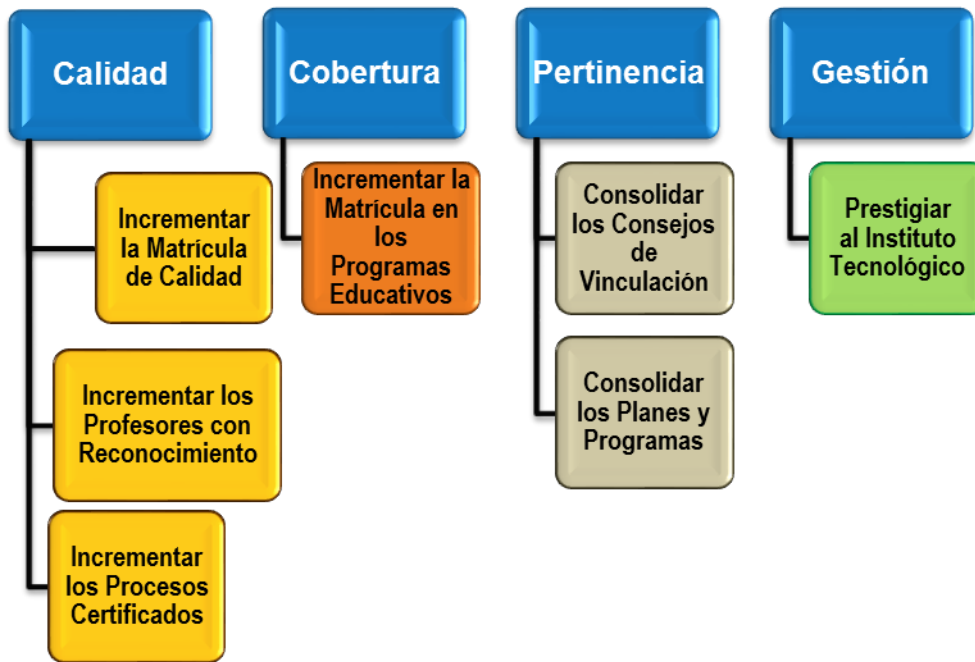 Calidad
Incrementar
la Matrícula
de Calidad
Incrementar los
Profesores con
Reconocimiento
Incrementar
los Procesos
Certificados
Cobertura
Incrementar la
Matrícula en
los
Programas
Educativos
Pertinencia
Consolidar
los Consejos
de
Vinculación
Consolidar
los Planes y
Programas
Gestión
Prestigiar
al Instituto
Tecnológico